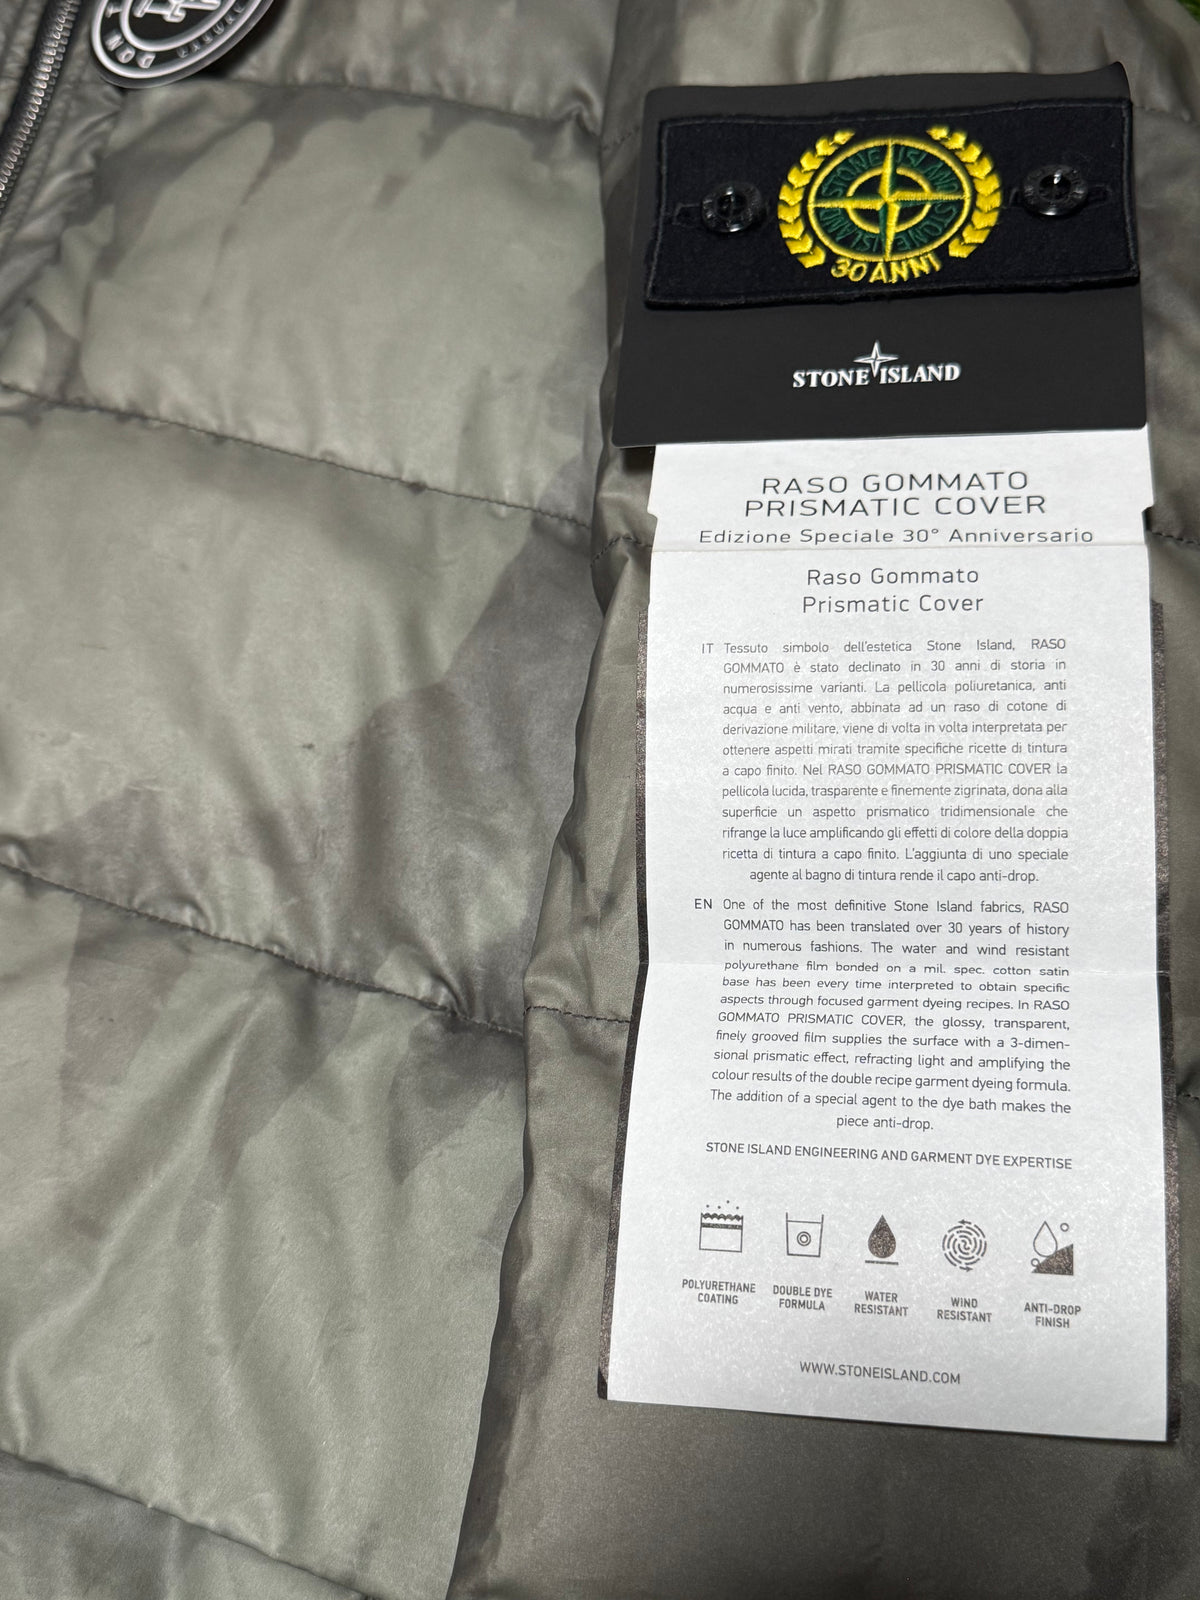 DON
CASUAL
STONE ISLAND
STONE ISLAND
30 ANNI
STONE ISLAND
RASO GOMMATO
PRISMATIC COVER
Edizione Speciale 30° Anniversario
Raso Gommato
Prismatic Cover
IT Tessuto simbolo dell'estetica Stone Island, RASO
GOMMATO è stato declinato in 30 anni di storia in
numerosissime varianti. La pellicola poliuretanica, anti
acqua e anti vento, abbinata ad un raso di cotone di
derivazione militare, viene di volta in volta interpretata per
ottenere aspetti mirati tramite specifiche ricette di tintura
a capo finito. Nel RASO GOMMATO PRISMATIC COVER la
pellicola lucida, trasparente e finemente zigrinata, dona alla
superficie un aspetto prismatico tridimensionale che
rifrange la luce amplificando gli effetti di colore della doppia
ricetta di tintura a capo finito. L'aggiunta di uno speciale
agente al bagno di tintura rende il capo anti-drop.
EN One of the most definitive Stone Island fabrics, RASO
GOMMATO has been translated over 30 years of history
in numerous fashions. The water and wind resistant
polyurethane film bonded on a mil. spec. cotton satin
base has been every time interpreted to obtain specific
aspects through focused garment dyeing recipes. In RASO
GOMMATO PRISMATIC COVER, the glossy, transparent,
finely grooved film supplies the surface with a 3-dimen-
sional prismatic effect, refracting light and amplifying the
colour results of the double recipe garment dyeing formula.
The addition of a special agent to the dye bath makes the
piece anti-drop.
STONE ISLAND ENGINEERING AND GARMENT DYE EXPERTISE
POLYURETHANE COATING
DOUBLE DYE FORMULA
WATER RESISTANT
WIND RESISTANT
ANTI-DROP FINISH
WWW.STONEISLAND.COM